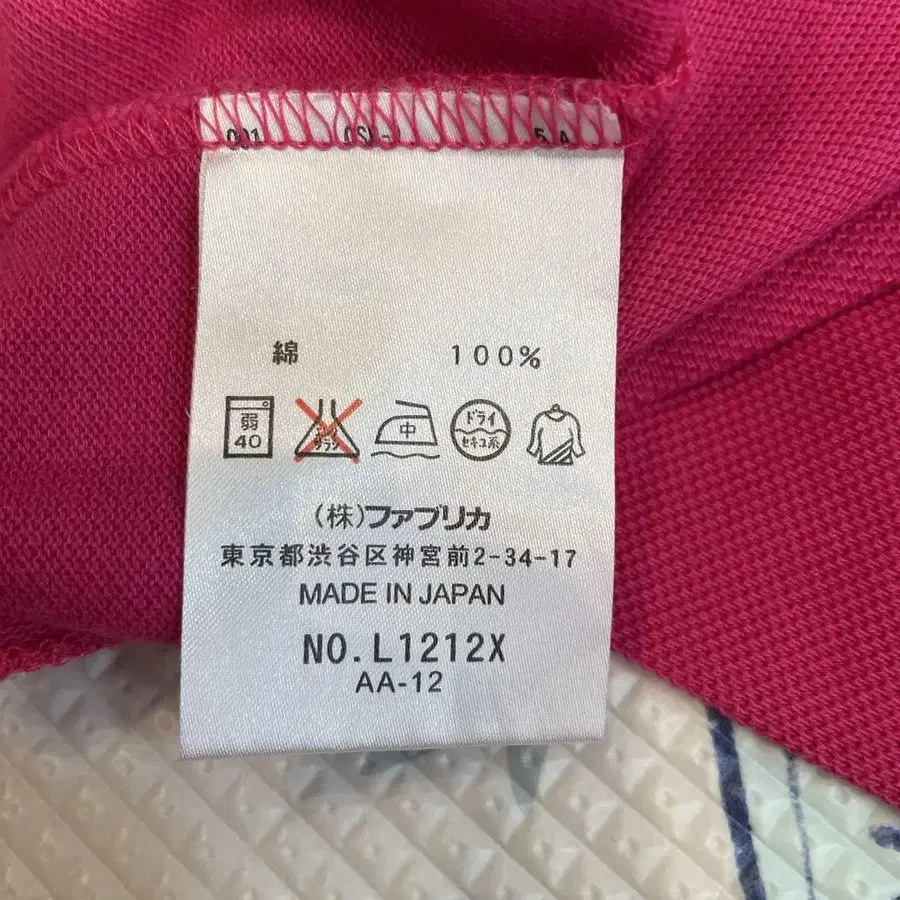 綿 100%
弱 40 中 ドライ セキユ系
(株)ファブリカ
東京都渋谷区神宮前2-34-17
MADE IN JAPAN
NO.L1212X
AA-12